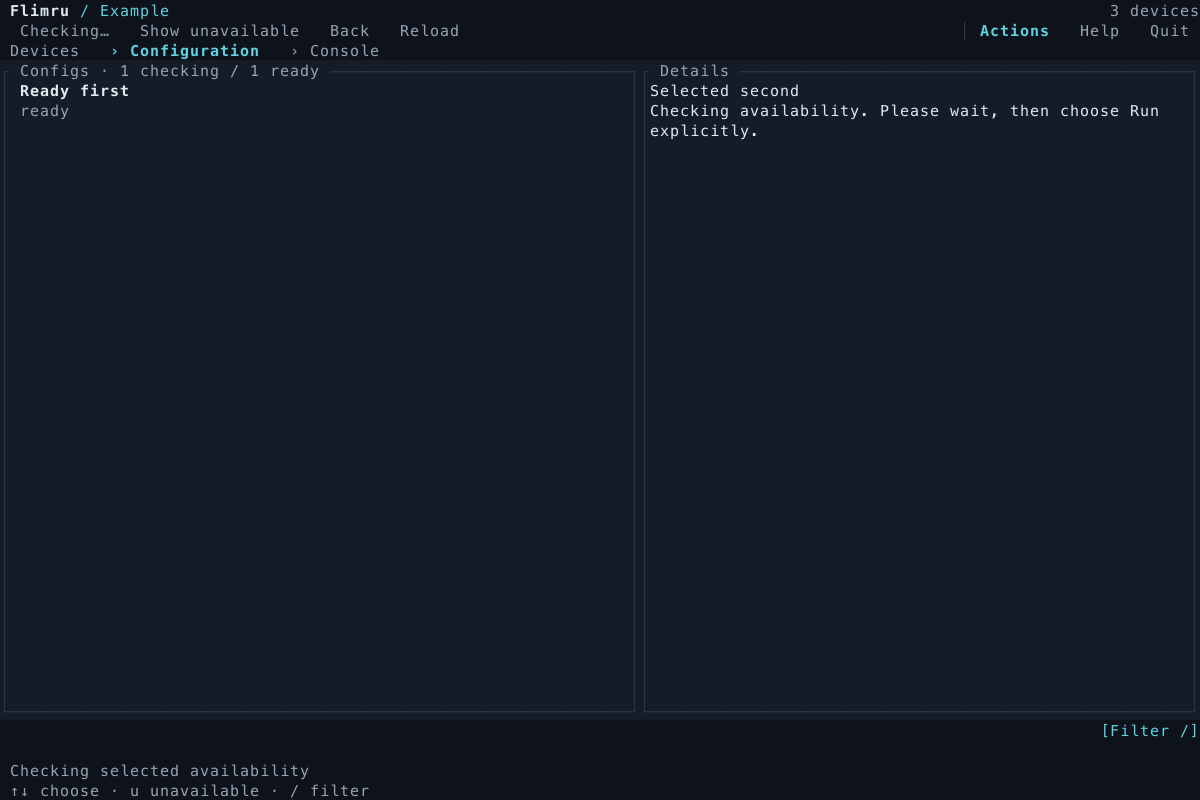 Flimru / Example 3 devices
Checking… Show unavailable Back Reload │ Actions Help Quit
Devices › Configuration › Console
Configs · 1 checking / 1 ready
Ready first
ready
Details
Selected second
Checking availability. Please wait, then choose Run
explicitly.
[Filter /]
Checking selected availability
↑↓ choose · u unavailable · / filter